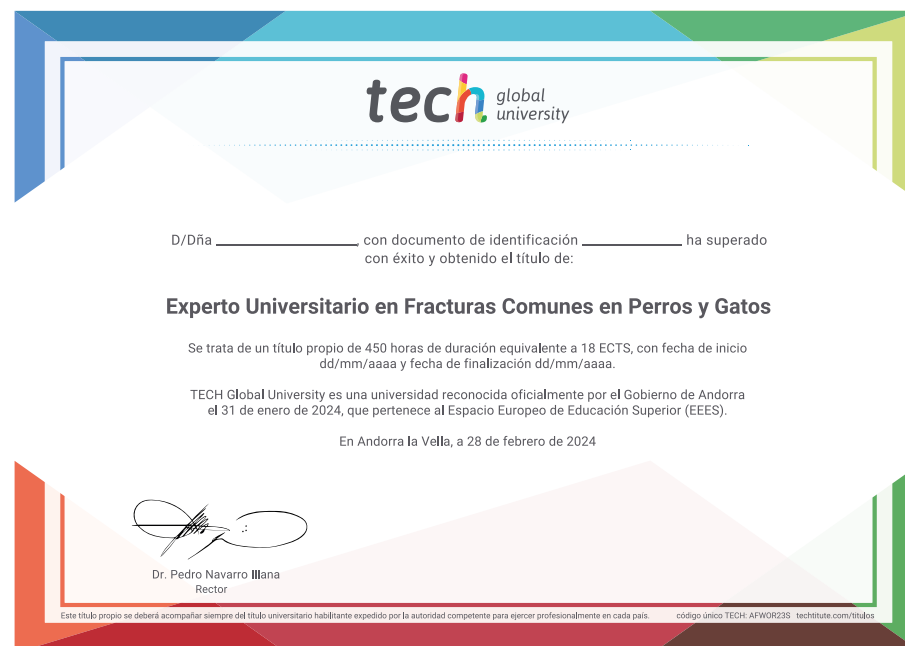 tech global university
D/Dña ______________, con documento de identificación __________ ha superado
con éxito y obtenido el título de:
Experto Universitario en Fracturas Comunes en Perros y Gatos
Se trata de un título propio de 450 horas de duración equivalente a 18 ECTS, con fecha de inicio
dd/mm/aaaa y fecha de finalización dd/mm/aaaa.
TECH Global University es una universidad reconocida oficialmente por el Gobierno de Andorra
el 31 de enero de 2024, que pertenece al Espacio Europeo de Educación Superior (EEES).
En Andorra la Vella, a 28 de febrero de 2024
Dr. Pedro Navarro Illana
Rector
Este título propio se deberá acompañar siempre del título universitario habilitante expedido por la autoridad competente para ejercer profesionalmente en cada país. código único TECH: AFWOR23S techtitute.com/titulos